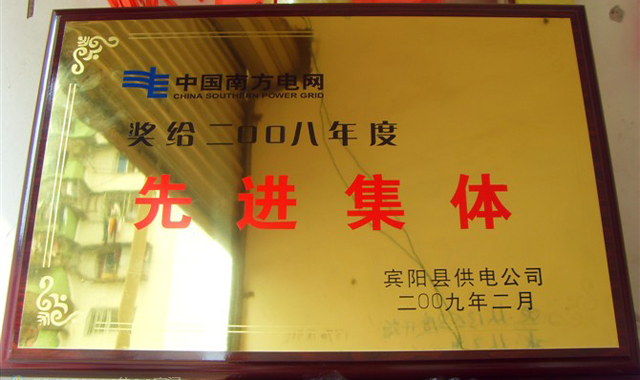 中国南方电网
CHINA SOUTHERN POWER GRID
奖给二00八年度
先进集体
宾阳县供电公司
二00九年二月